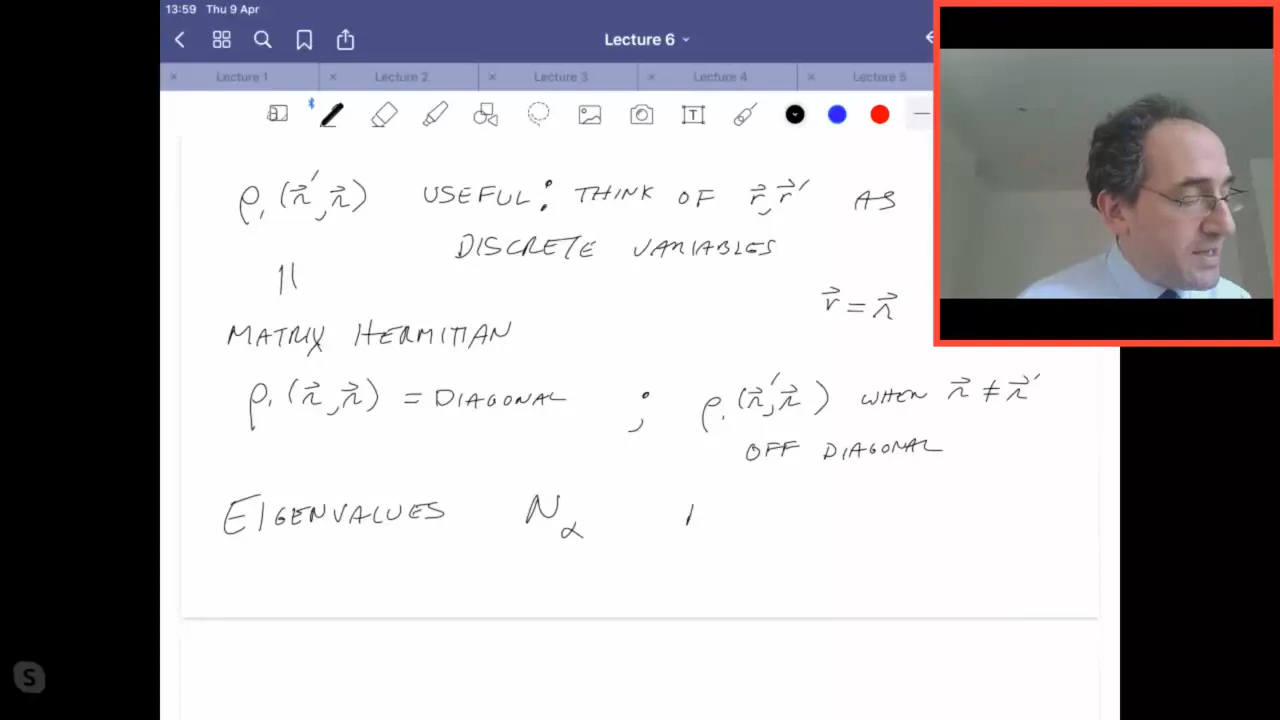 13:59 Thu 9 Apr
Lecture 6
Lecture 1 Lecture 2 Lecture 3 Lecture 4 Lecture 5
T
ρ₁(r⃗′, r⃗) USEFUL: THINK OF r⃗, r⃗′ AS
DISCRETE VARIABLES
||
r⃗ = r⃗
MATRIX HERMITIAN
ρ₁(r⃗, r⃗) = DIAGONAL ; ρ₁(r⃗′, r⃗) WHEN r⃗ ≠ r⃗′
OFF DIAGONAL
EIGENVALUES N_α
S